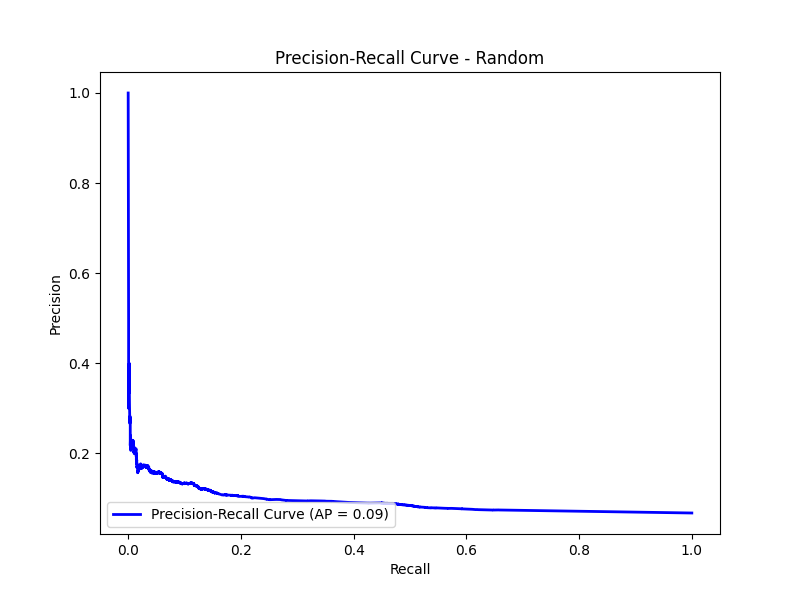 Precision-Recall Curve - Random
1.0
0.8
0.6
0.4
0.2
Precision
Precision-Recall Curve (AP = 0.09)
0.0 0.2 0.4 0.6 0.8 1.0
Recall